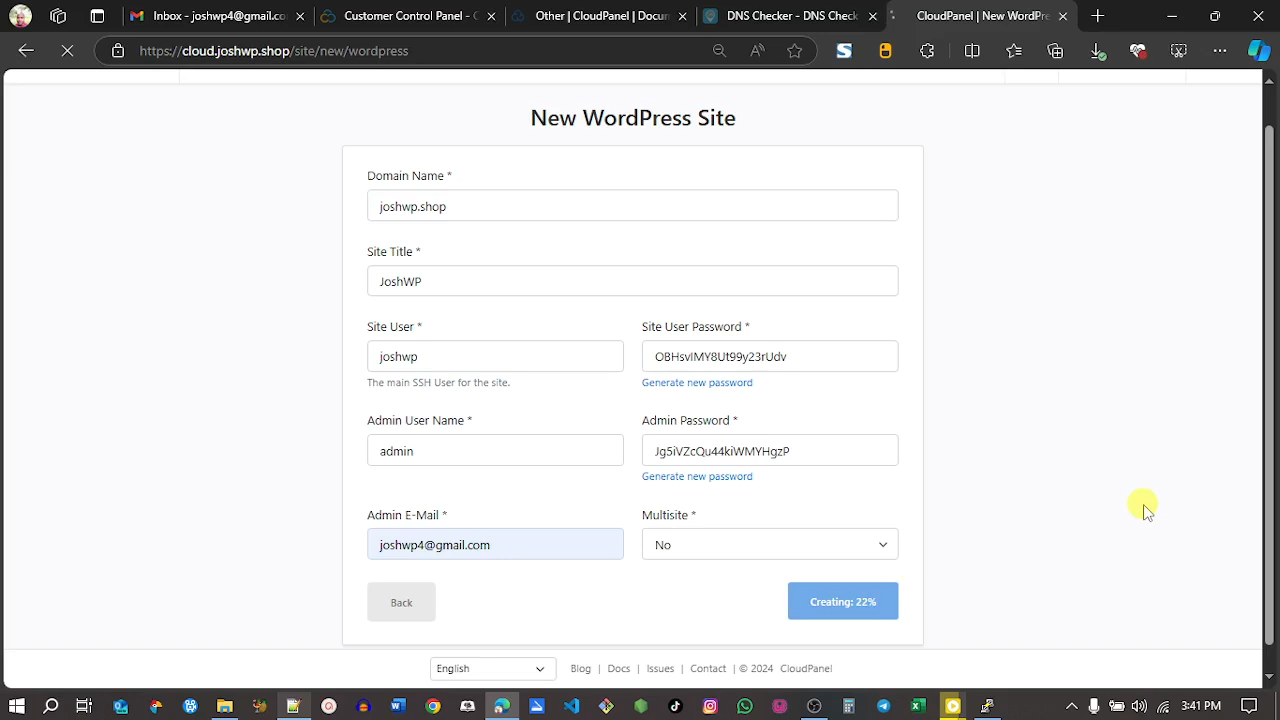 Inbox - joshwp4@gmail.co
Customer Control Panel - C
Other | CloudPanel | Docum
DNS Checker - DNS Check
CloudPanel | New WordPre
https://cloud.joshwp.shop/site/new/wordpress
New WordPress Site
Domain Name *
joshwp.shop
Site Title *
JoshWP
Site User *
Site User Password *
joshwp
OBHsvIMY8Ut99y23rUdv
The main SSH User for the site.
Generate new password
Admin User Name *
Admin Password *
admin
Jg5iVZcQu44kiWMYHgzP
Generate new password
Admin E-Mail *
Multisite *
joshwp4@gmail.com
No
Back
Creating: 22%
English
Blog | Docs | Issues | Contact | © 2024 CloudPanel
3:41 PM